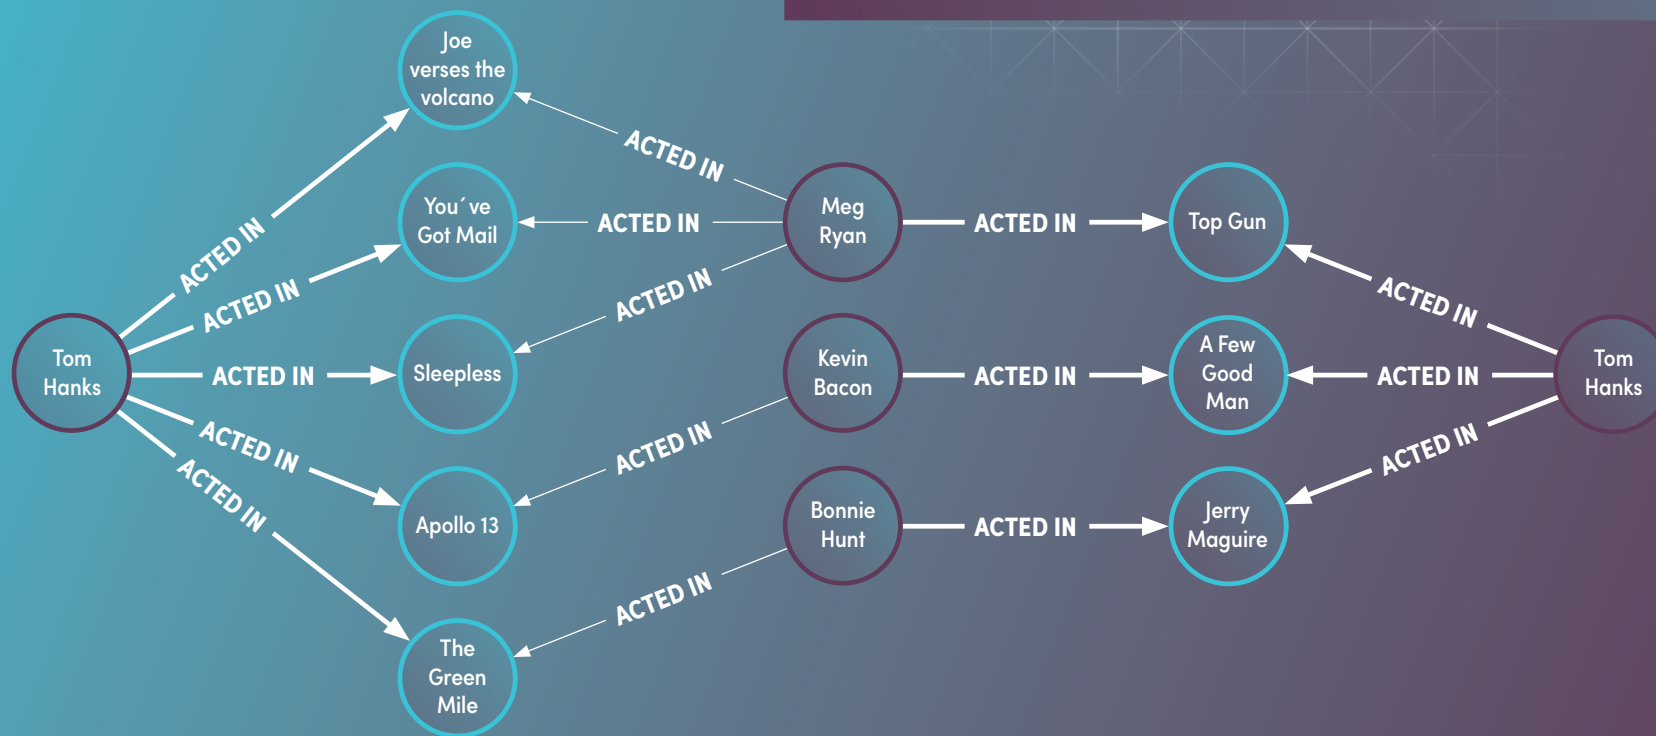 Joe
verses the
volcano
ACTED IN
ACTED IN
You´ve
Got Mail
ACTED IN
Meg
Ryan
ACTED IN
Top Gun
ACTED IN
ACTED IN
ACTED IN
ACTED IN
Tom
Hanks
ACTED IN
Sleepless
Kevin
Bacon
ACTED IN
A Few
Good
Man
ACTED IN
Tom
Hanks
ACTED IN
ACTED IN
ACTED IN
ACTED IN
Apollo 13
Bonnie
Hunt
ACTED IN
Jerry
Maguire
ACTED IN
The
Green
Mile